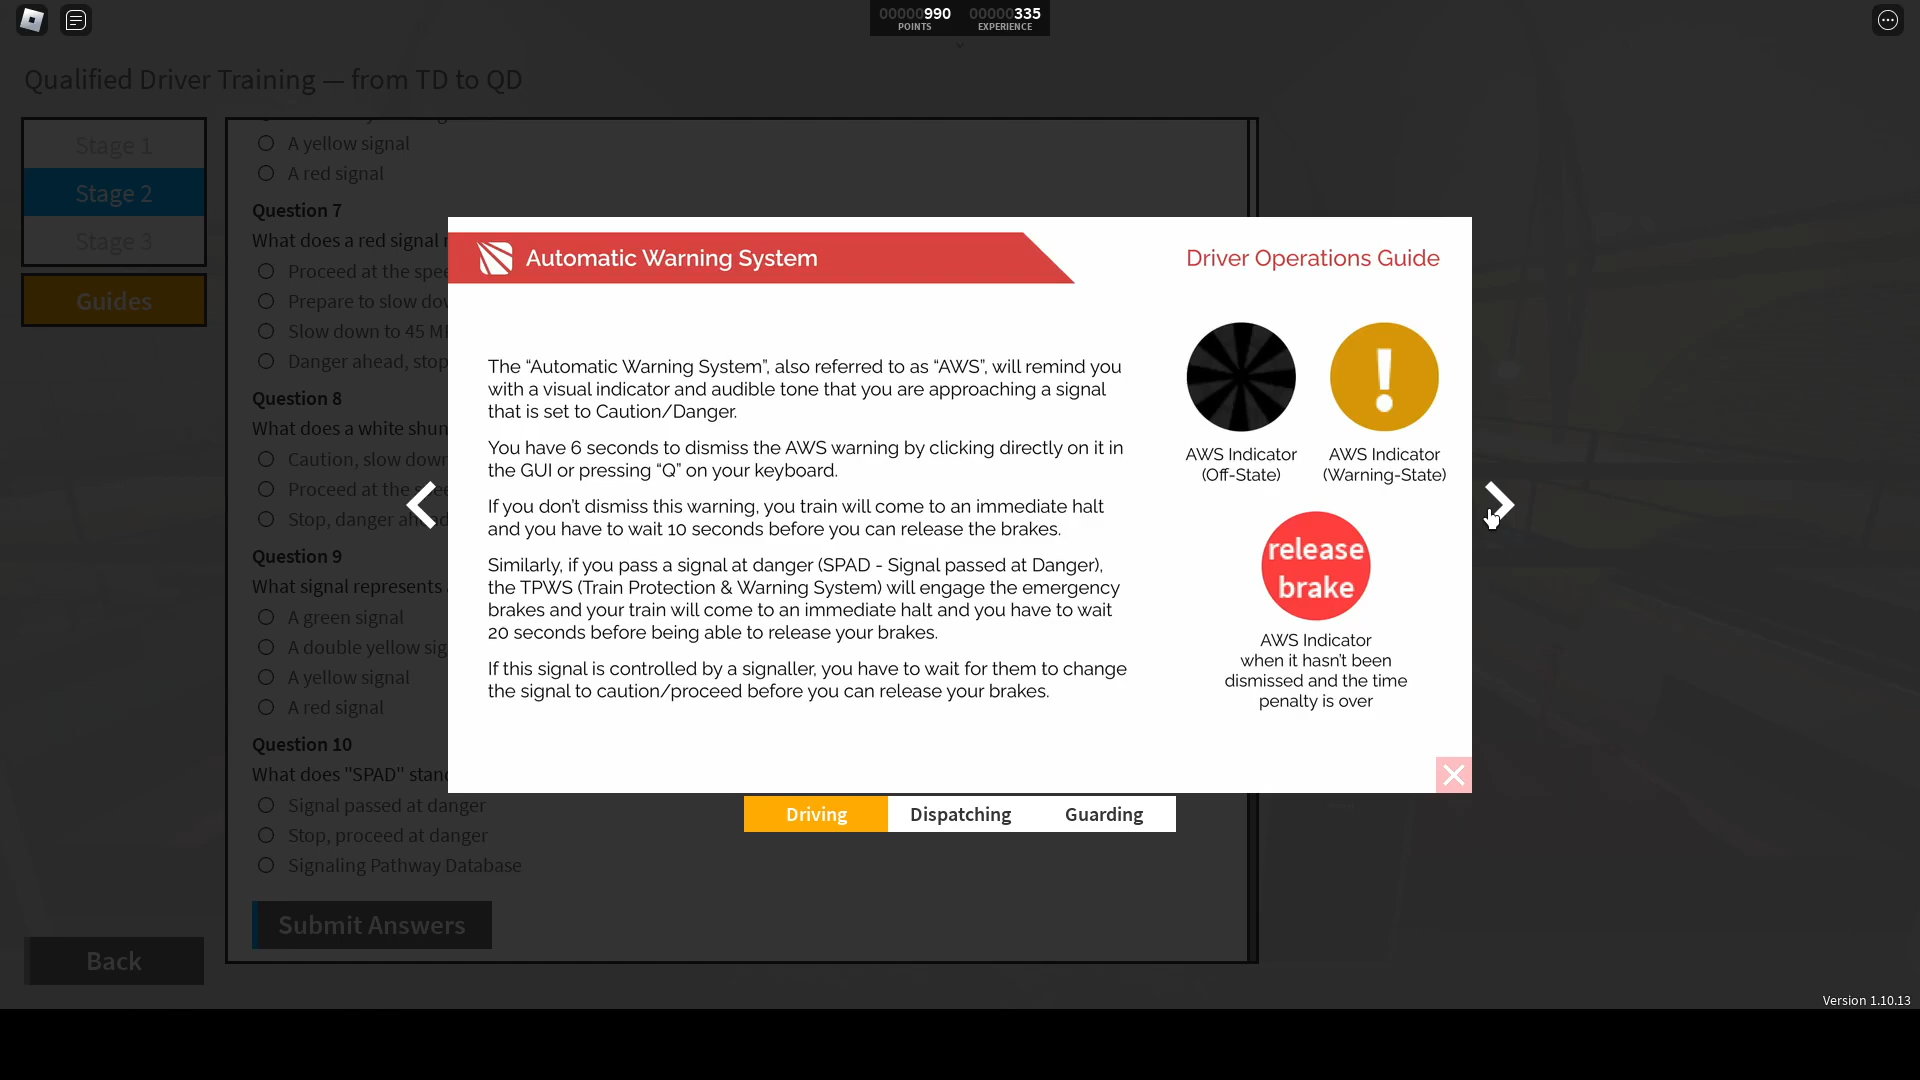 00000990
POINTS
00000335
EXPERIENCE
Qualified Driver Training — from TD to QD
Stage 1
Stage 2
Stage 3
Guides
Back
A yellow signal
A red signal
Question 7
What does a red signal
Proceed at the
Prepare to slow
Slow down to 45
Danger ahead, stop
Question 8
What does a white
Caution, slow down
Proceed at the
Stop, danger
Question 9
What signal represents
A green signal
A double yellow
A yellow signal
A red signal
Question 10
What does "SPAD"
Signal passed at danger
Stop, proceed at danger
Signaling Pathway Database
Submit Answers
Automatic Warning System
Driver Operations Guide
The “Automatic Warning System”, also referred to as “AWS”, will remind you
with a visual indicator and audible tone that you are approaching a signal
that is set to Caution/Danger.
You have 6 seconds to dismiss the AWS warning by clicking directly on it in
the GUI or pressing “Q” on your keyboard.
If you don’t dismiss this warning, you train will come to an immediate halt
and you have to wait 10 seconds before you can release the brakes.
Similarly, if you pass a signal at danger (SPAD - Signal passed at Danger),
the TPWS (Train Protection & Warning System) will engage the emergency
brakes and your train will come to an immediate halt and you have to wait
20 seconds before being able to release your brakes.
If this signal is controlled by a signaller, you have to wait for them to change
the signal to caution/proceed before you can release your brakes.
!
AWS Indicator
(Off-State)
AWS Indicator
(Warning-State)
release
brake
AWS Indicator
when it hasn’t been
dismissed and the time
penalty is over
Driving
Dispatching
Guarding
Version 1.10.13